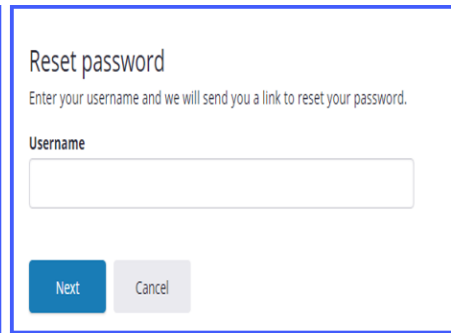 Reset password
Enter your username and we will send you a link to reset your password.
Username
Next Cancel